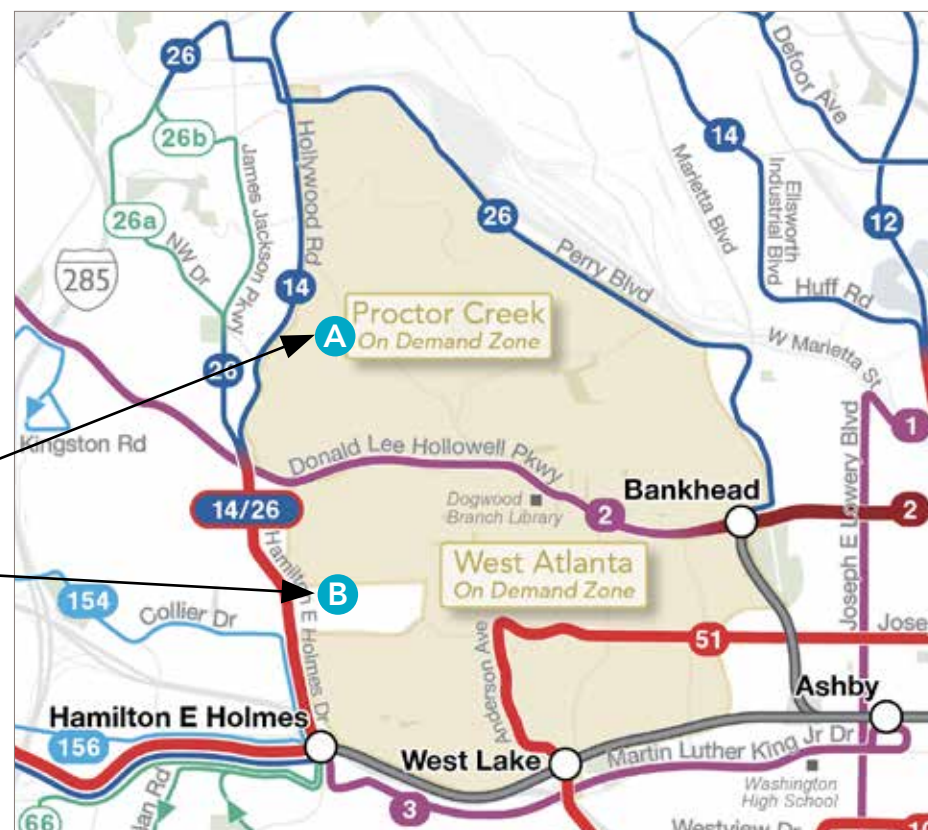 26
26b
26a
NW Dr
James Jackson Pkwy
285
Hollywood Rd
14
26
Perry Blvd
Defoor Ave
14
Marietta Blvd
Ellsworth
Industrial Blvd
12
Huff Rd
W Marietta St
1
A
Proctor Creek
On Demand Zone
26
Kingston Rd
Donald Lee Hollowell Pkwy
14/26
Dogwood
Branch Library
2
Bankhead
2
Joseph E Lowery Blvd
West Atlanta
On Demand Zone
B
Hamilton E Holmes Dr
154
Collier Dr
Anderson Ave
51
Jose
Ashby
Hamilton E Holmes
156
West Lake
Martin Luther King Jr Dr
Washington
High School
3
66
lan Rd
Westview Dr